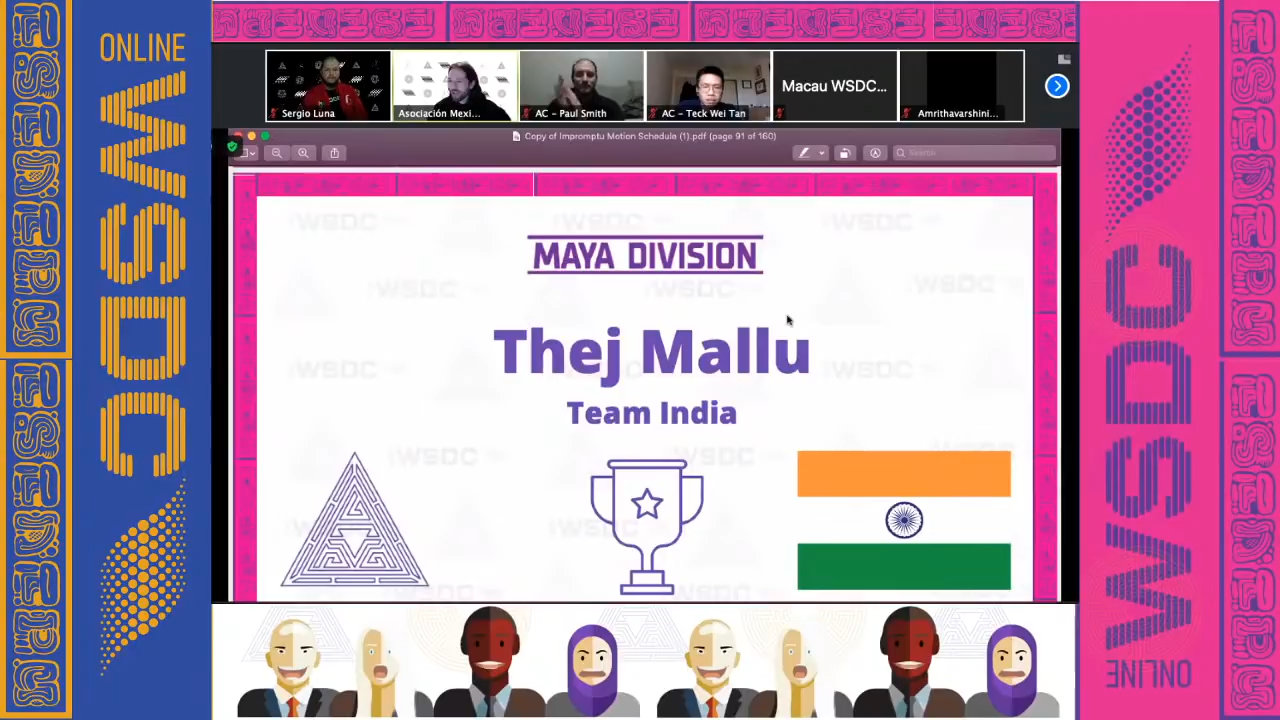 ONLINE
WSDC
Sergio Luna
Asociación Mexi...
AC - Paul Smith
AC - Teck Wei Tan
Macau WSDC...
Amrithavarshini...
Copy of Impromptu Motion Schedule (1).pdf (page 91 of 160)
Search
MAYA DIVISION
Thej Mallu
Team India
WSDC
ONLINE